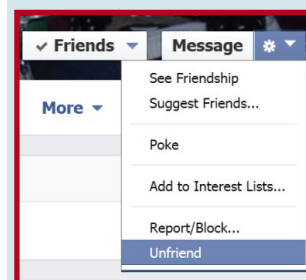 Friends Message
See Friendship
More
Suggest Friends...
Poke
Add to Interest Lists...
Report/Block...
Unfriend